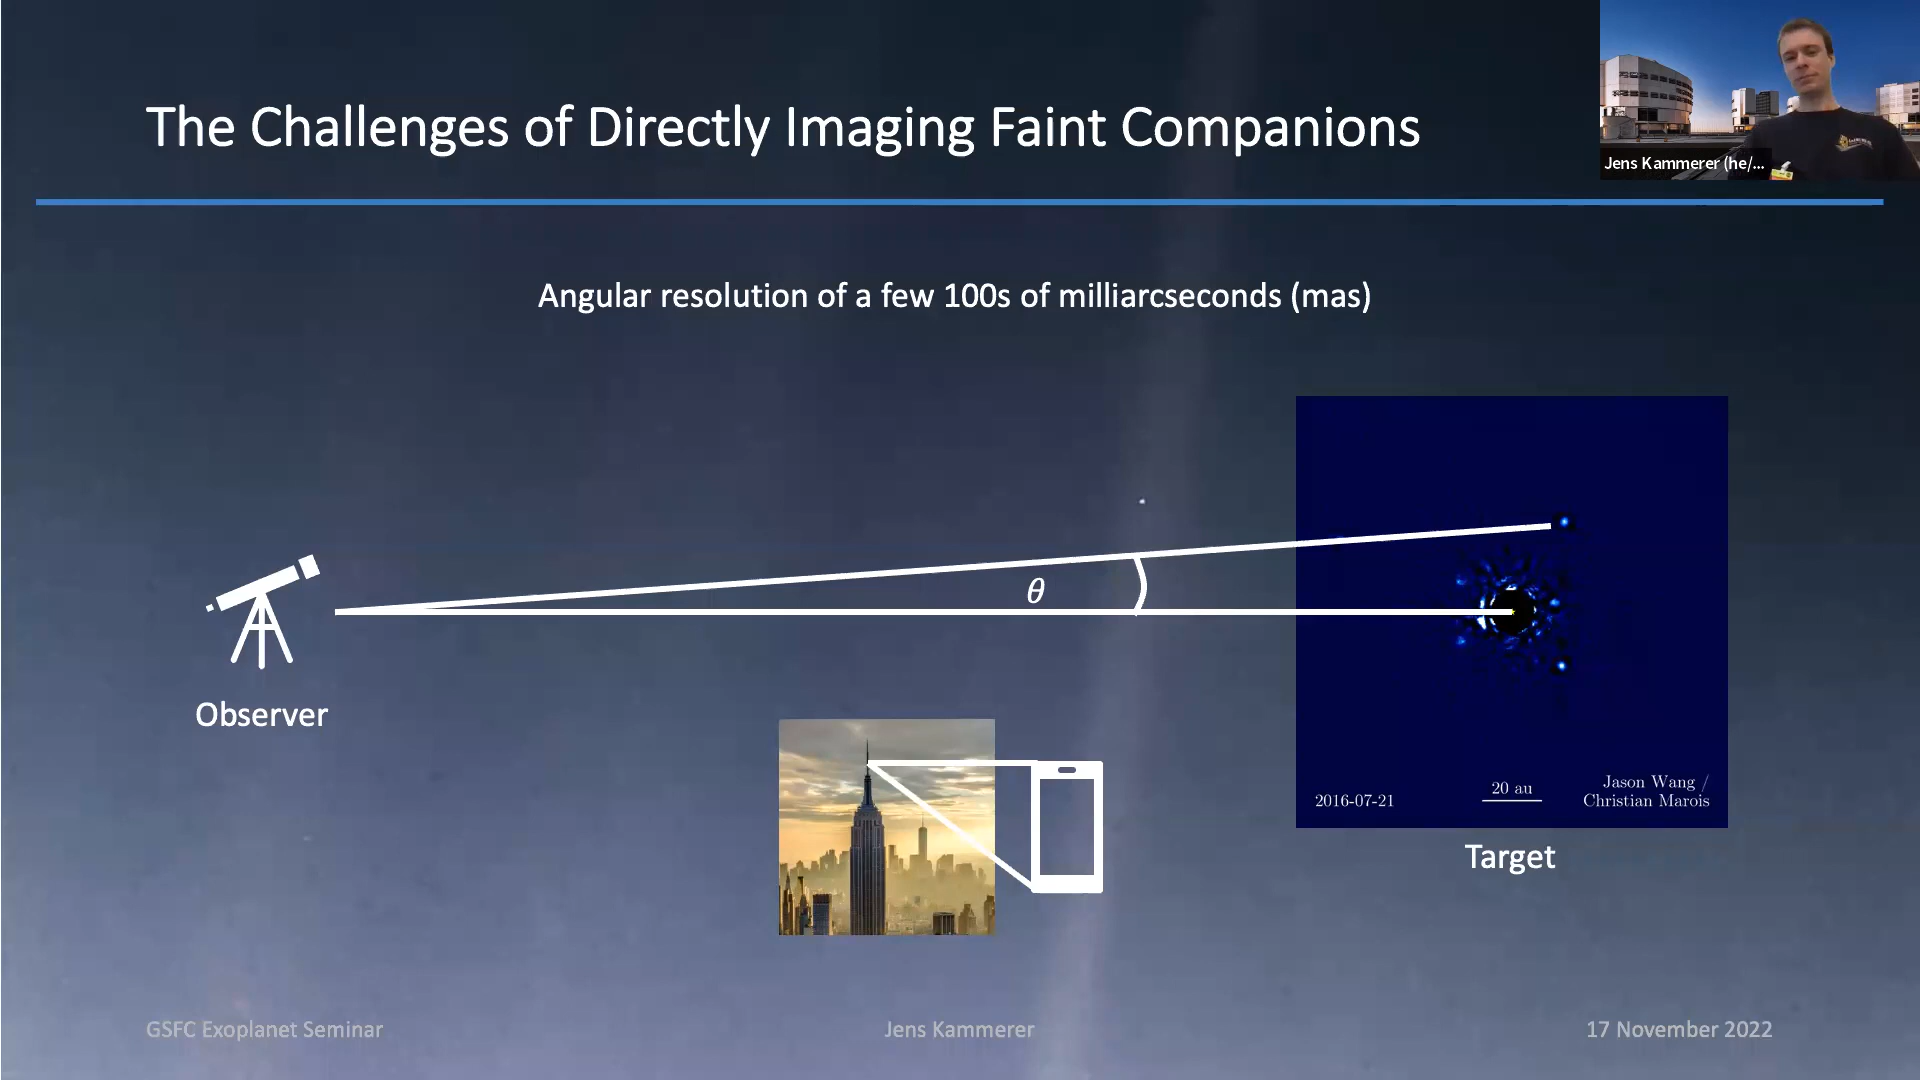 The Challenges of Directly Imaging Faint Companions
Jens Kammerer (he/...
Angular resolution of a few 100s of milliarcseconds (mas)
θ
Observer
2016-07-21
20 au
Jason Wang /
Christian Marois
Target
GSFC Exoplanet Seminar
Jens Kammerer
17 November 2022